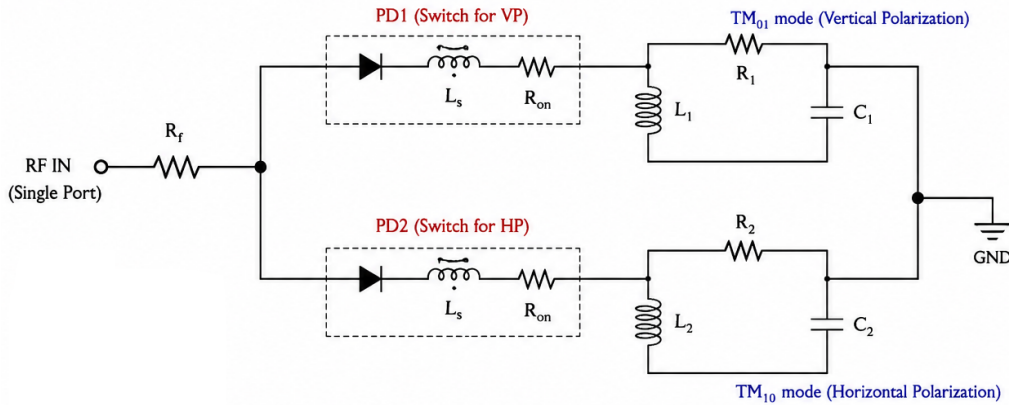 PD1 (Switch for VP)
TM₀₁ mode (Vertical Polarization)
Lₛ
Rₒₙ
R₁
L₁
C₁
R_f
RF IN
(Single Port)
PD2 (Switch for HP)
R₂
GND
Lₛ
Rₒₙ
L₂
C₂
TM₁₀ mode (Horizontal Polarization)